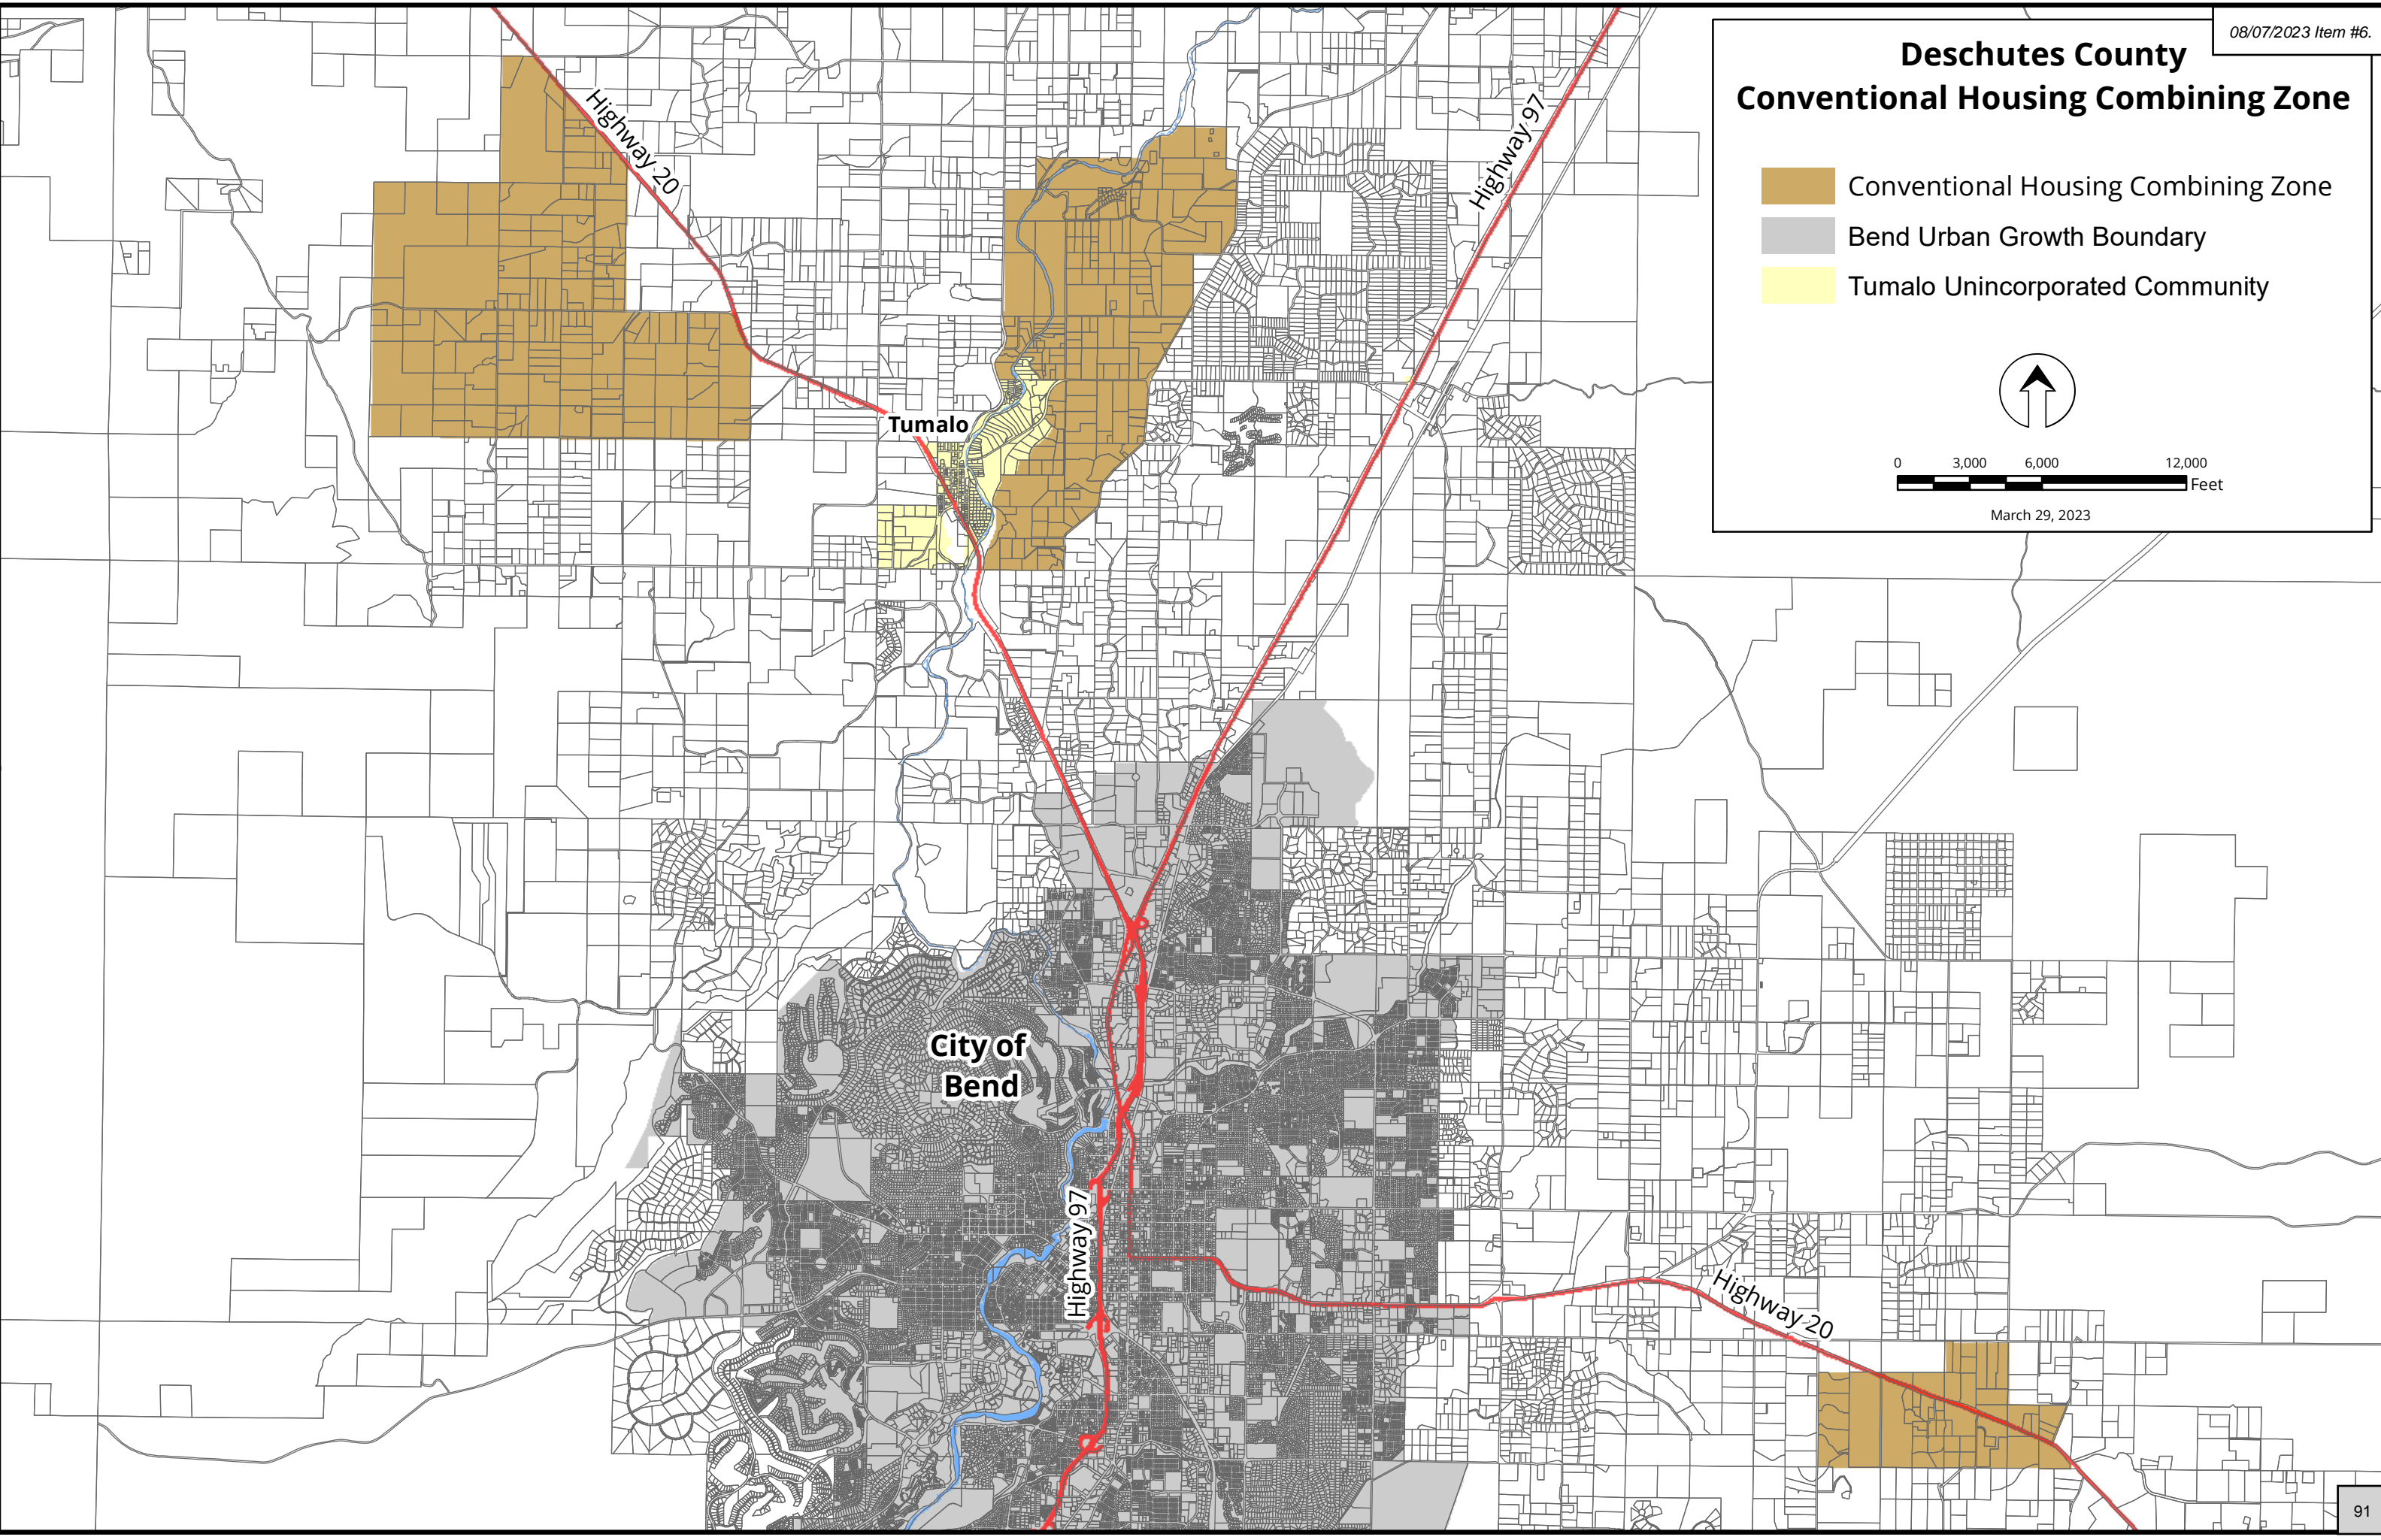 08/07/2023 Item #6.
Deschutes County
Conventional Housing Combining Zone
Conventional Housing Combining Zone
Bend Urban Growth Boundary
Tumalo Unincorporated Community
0 3,000 6,000 12,000
Feet
March 29, 2023
Highway 20
Highway 97
Tumalo
City of
Bend
Highway 97
Highway 20
91